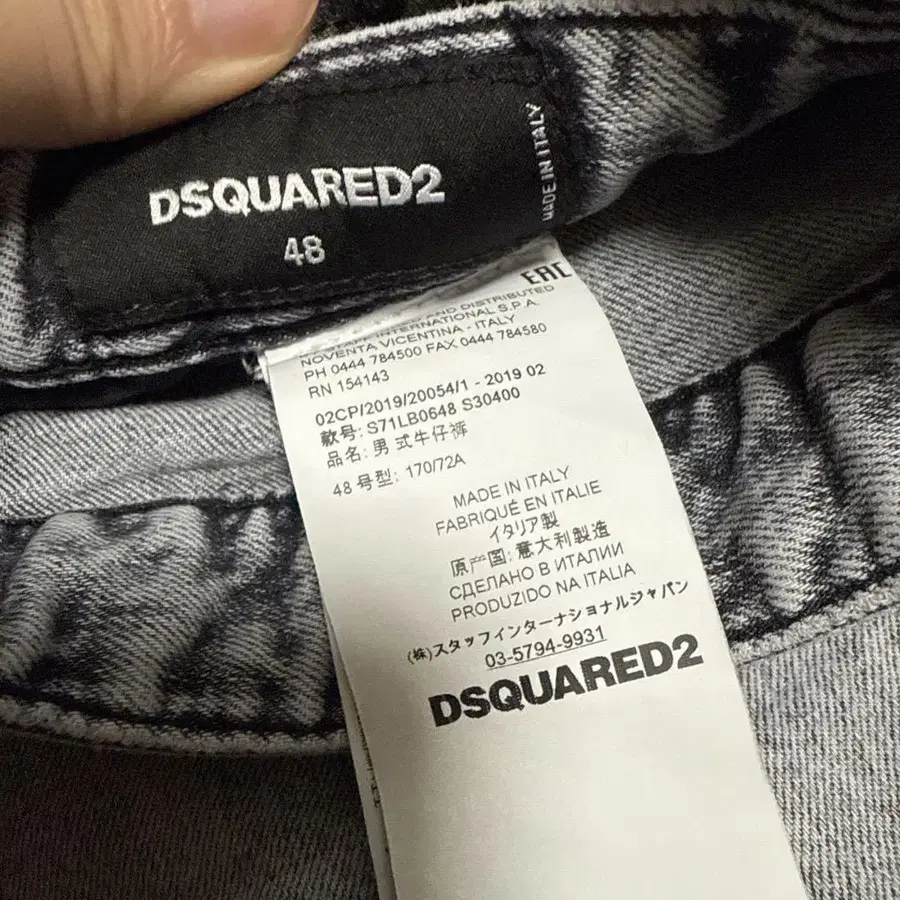 DSQUARED2
48
MADE IN ITALY
EAC
AND DISTRIBUTED
INTERNATIONAL S.P.A.
NOVENTA VICENTINA - ITALY
PH 0444 784500 FAX 0444 784580
RN 154143
02CP/2019/20054/1 - 2019 02
款号: S71LB0648 S30400
品名: 男式牛仔裤
48 号型: 170/72A
MADE IN ITALY
FABRIQUÉ EN ITALIE
イタリア製
原产国: 意大利製造
СДЕЛАНО В ИТАЛИИ
PRODUZIDO NA ITALIA
(株)スタッフインターナショナルジャパン
03-5794-9931
DSQUARED2